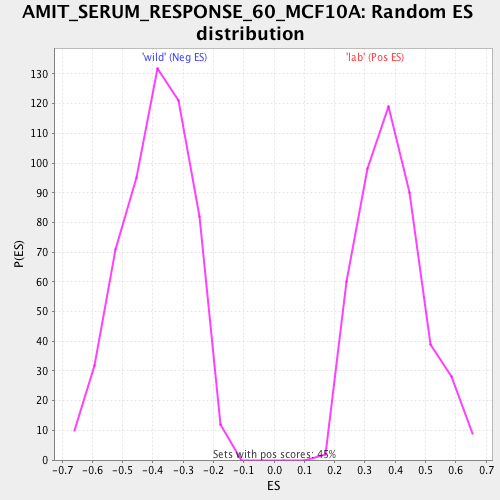 AMIT_SERUM_RESPONSE_60_MCF10A: Random ES
distribution
'wild' (Neg ES)
'lab' (Pos ES)
130
120
110
100
90
80
70
60
50
40
30
20
10
0
P(ES)
Sets with pos scores: 45%
-0.7 -0.6 -0.5 -0.4 -0.3 -0.2 -0.1 0.0 0.1 0.2 0.3 0.4 0.5 0.6 0.7
ES